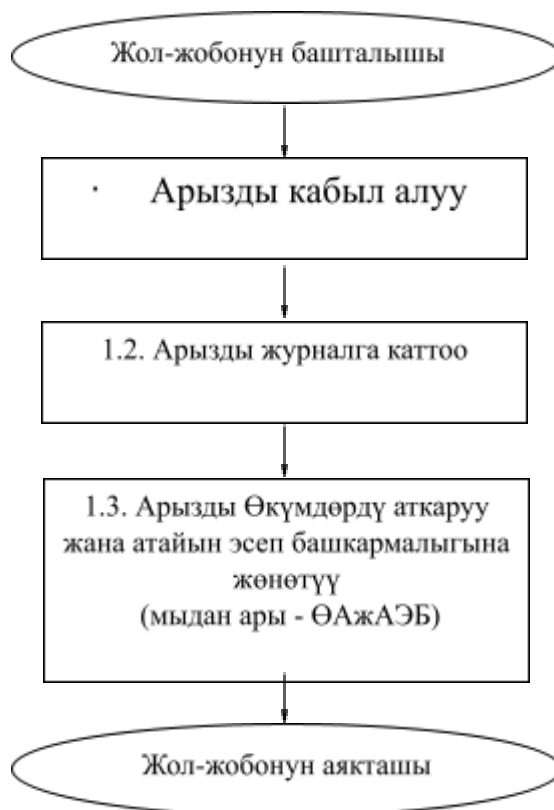 Жол-жобонун башталышы
· Арызды кабыл алуу
1.2. Арызды журналга каттоо
1.3. Арызды Өкүмдөрдү аткаруу
жана атайын эсеп башкармалыгына
жөнөтүү
(мыдан ары - ӨАжАЭБ)
Жол-жобонун аякташы